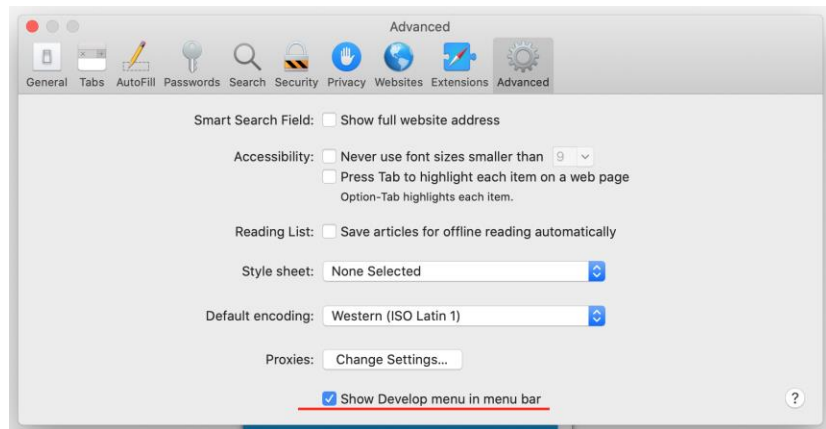 Advanced
General Tabs AutoFill Passwords Search Security Privacy Websites Extensions Advanced
Smart Search Field: Show full website address
Accessibility: Never use font sizes smaller than 9
Press Tab to highlight each item on a web page
Option-Tab highlights each item.
Reading List: Save articles for offline reading automatically
Style sheet: None Selected
Default encoding: Western (ISO Latin 1)
Proxies: Change Settings...
Show Develop menu in menu bar ?